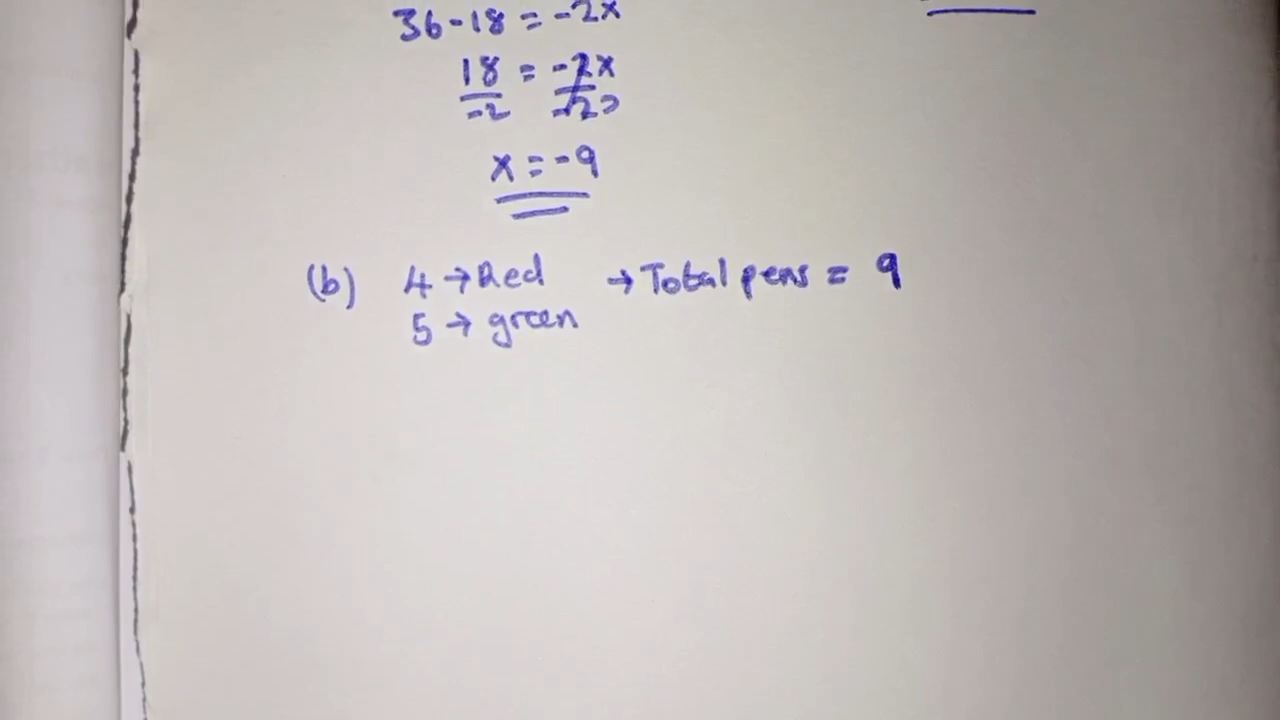 36-18 = -2x
18 = -2x
-2 -2
x = -9
(b) 4 → Red → Total pens = 9
5 → green